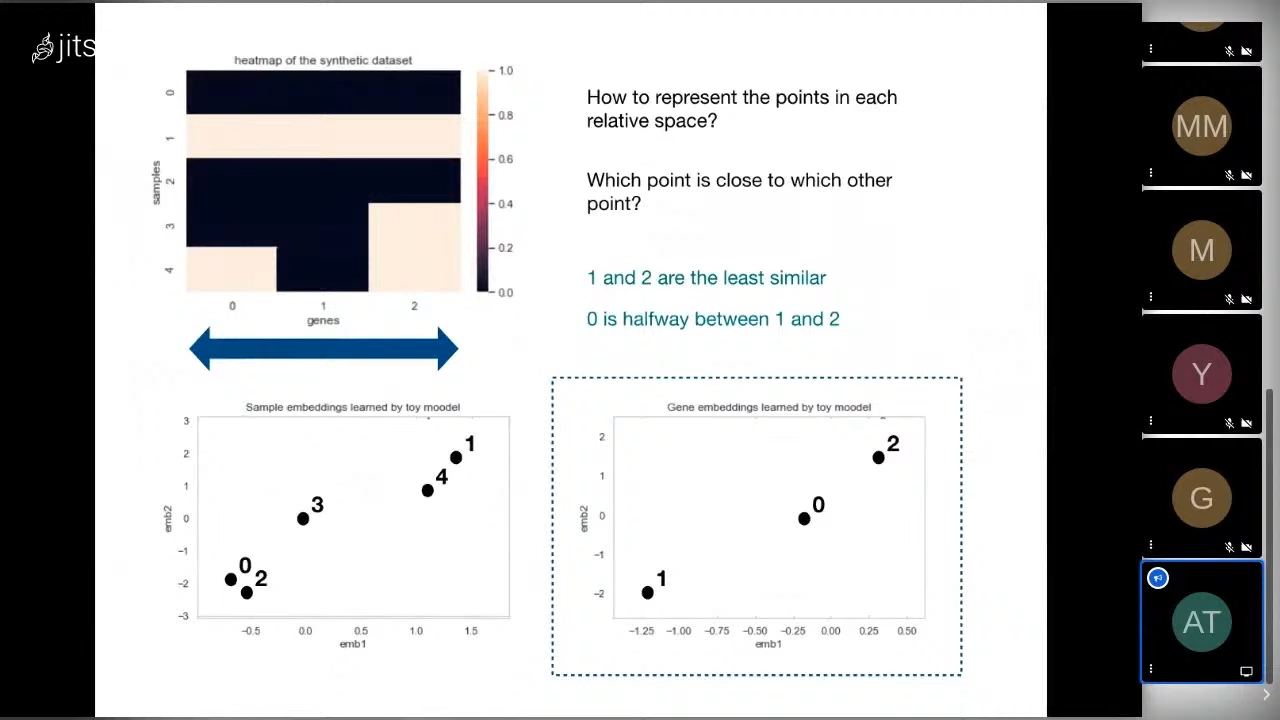 jits
heatmap of the synthetic dataset
0
1
2
3
4
samples
1.0
0.8
0.6
0.4
0.2
0.0
0 1 2
genes
How to represent the points in each
relative space?
Which point is close to which other
point?
1 and 2 are the least similar
0 is halfway between 1 and 2
Sample embeddings learned by toy moodel
3
2
1
0
−1
−2
−3
emb2
1
4
3
0
2
−0.5 0.0 0.5 1.0 1.5
emb1
Gene embeddings learned by toy moodel
2
1
0
−1
−2
emb2
2
0
1
−1.25 −1.00 −0.75 −0.50 −0.25 0.00 0.25 0.50
emb1
MM
M
Y
G
AT